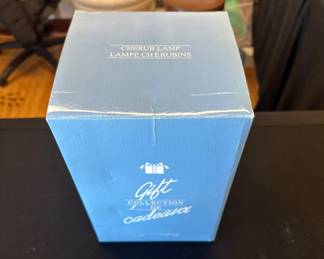 CHERUB LAMP
LAMPE CHÉRUBINS
Gift
COLLECTION
DE
cadeaux